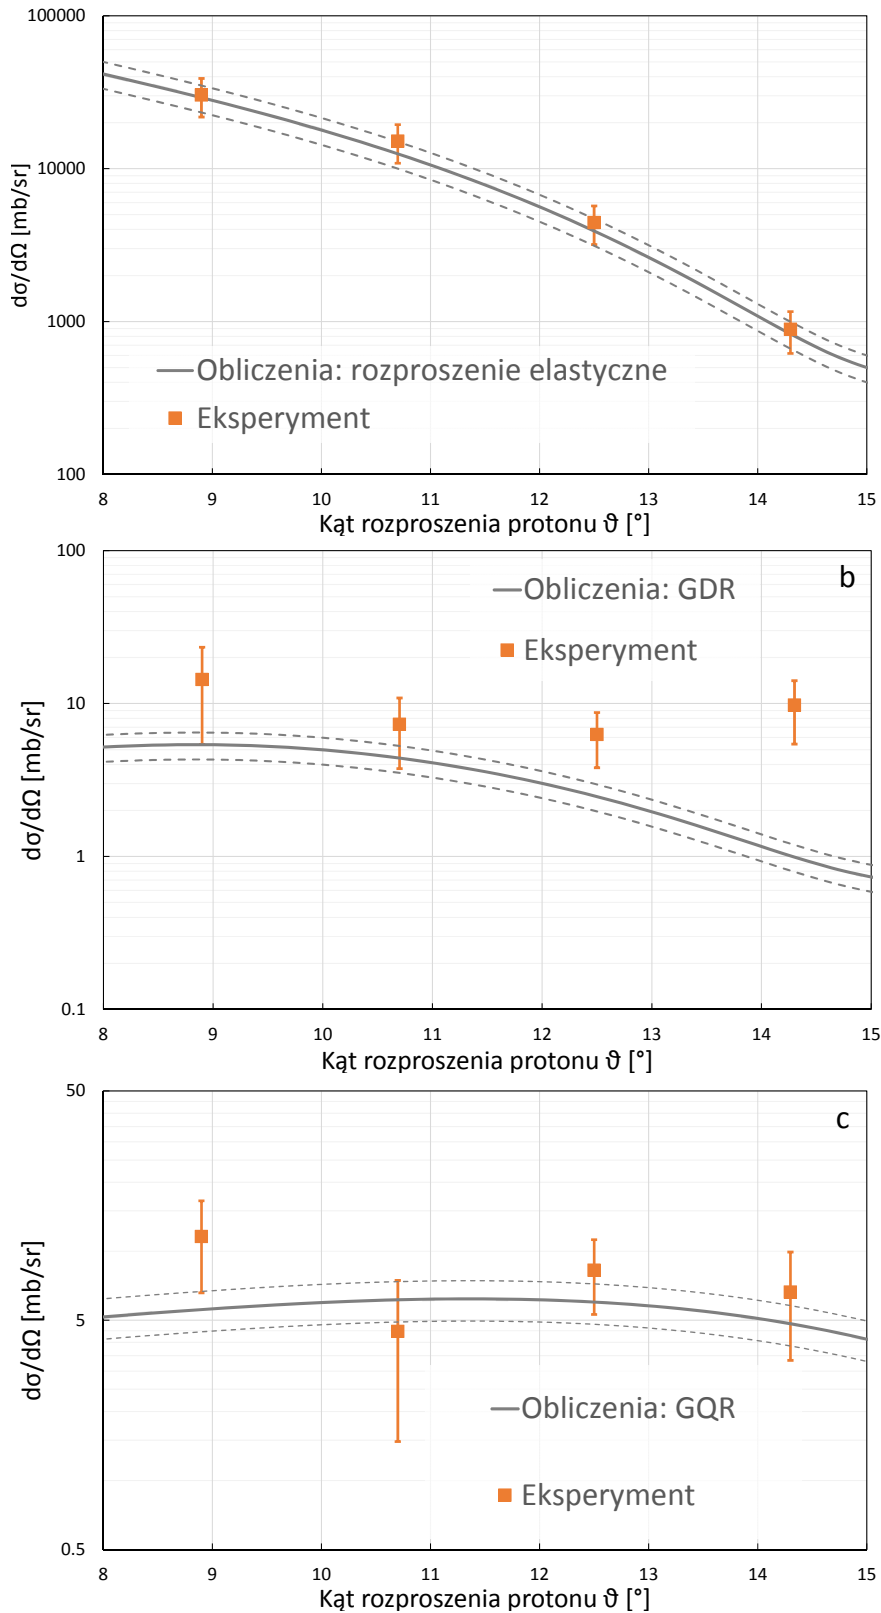 100000
10000
1000
100
dσ/dΩ [mb/sr]
Obliczenia: rozproszenie elastyczne
Eksperyment
8 9 10 11 12 13 14 15
Kąt rozproszenia protonu ϑ [°]
100
10
1
0.1
dσ/dΩ [mb/sr]
b
Obliczenia: GDR
Eksperyment
8 9 10 11 12 13 14 15
Kąt rozproszenia protonu ϑ [°]
50
5
0.5
dσ/dΩ [mb/sr]
c
Obliczenia: GQR
Eksperyment
8 9 10 11 12 13 14 15
Kąt rozproszenia protonu ϑ [°]